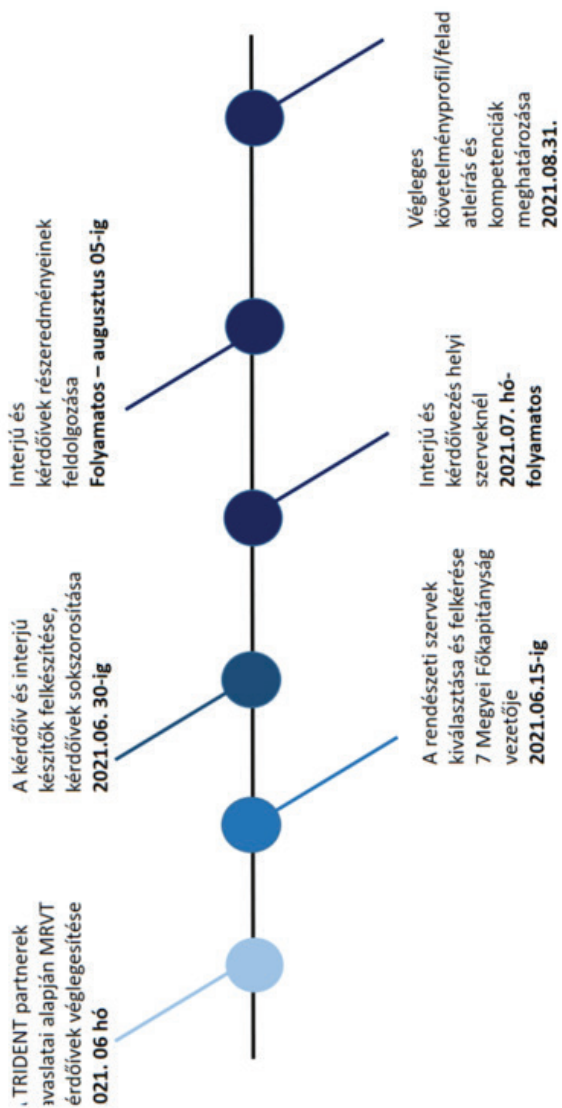 TRIDENT partnerek
avaslatai alapján MRVT
érdőívek véglegesítése
021. 06 hó
A rendészeti szervek
kiválasztása és felkérése
7 Megyei Főkapitányság
vezetője
2021.06.15-ig
A kérdőív és interjú
készítők felkészítése,
kérdőívek sokszorosítása
2021.06. 30-ig
Interjú és
kérdőívezés helyi
szerveknél
2021.07. hó-
folyamatos
Interjú és
kérdőívek részeredményeinek
feldolgozása
Folyamatos – augusztus 05-ig
Végleges
követelményprofil/felad
atleírás és
kompetenciák
meghatározása
2021.08.31.